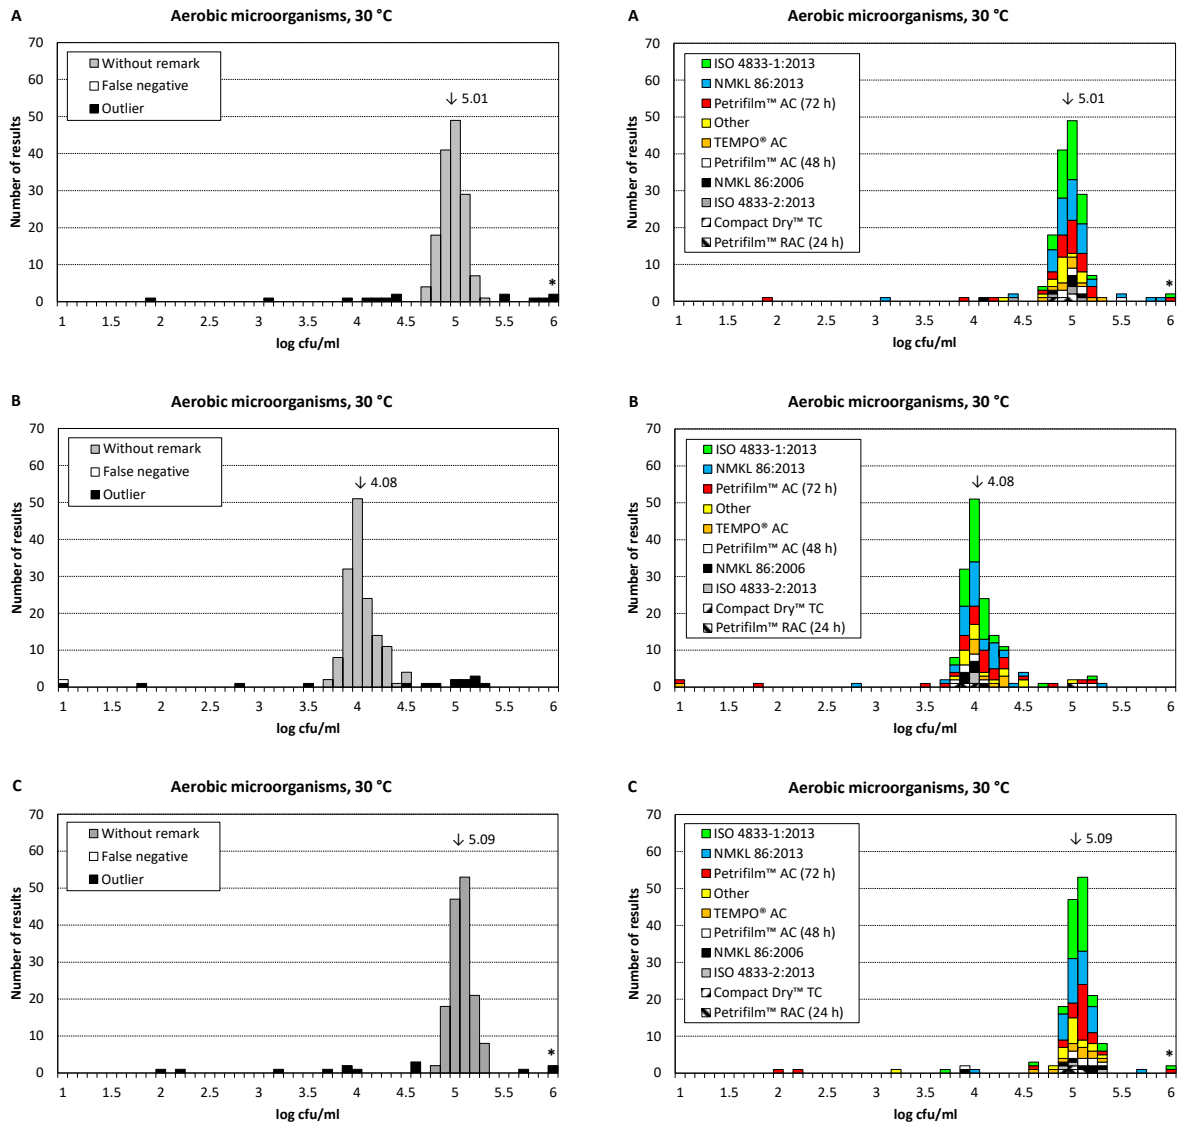 A
Aerobic microorganisms, 30 °C
Number of results
70
60
50
40
30
20
10
0
Without remark
False negative
Outlier
↓ 5.01
*
1 1.5 2 2.5 3 3.5 4 4.5 5 5.5 6
log cfu/ml
A
Aerobic microorganisms, 30 °C
Number of results
70
60
50
40
30
20
10
0
ISO 4833-1:2013
NMKL 86:2013
Petrifilm™ AC (72 h)
Other
TEMPO® AC
Petrifilm™ AC (48 h)
NMKL 86:2006
ISO 4833-2:2013
Compact Dry™ TC
Petrifilm™ RAC (24 h)
↓ 5.01
*
1 1.5 2 2.5 3 3.5 4 4.5 5 5.5 6
log cfu/ml
B
Aerobic microorganisms, 30 °C
Number of results
70
60
50
40
30
20
10
0
Without remark
False negative
Outlier
↓ 4.08
1 1.5 2 2.5 3 3.5 4 4.5 5 5.5 6
log cfu/ml
B
Aerobic microorganisms, 30 °C
Number of results
70
60
50
40
30
20
10
0
ISO 4833-1:2013
NMKL 86:2013
Petrifilm™ AC (72 h)
Other
TEMPO® AC
Petrifilm™ AC (48 h)
NMKL 86:2006
ISO 4833-2:2013
Compact Dry™ TC
Petrifilm™ RAC (24 h)
↓ 4.08
1 1.5 2 2.5 3 3.5 4 4.5 5 5.5 6
log cfu/ml
C
Aerobic microorganisms, 30 °C
Number of results
70
60
50
40
30
20
10
0
Without remark
False negative
Outlier
↓ 5.09
*
1 1.5 2 2.5 3 3.5 4 4.5 5 5.5 6
log cfu/ml
C
Aerobic microorganisms, 30 °C
Number of results
70
60
50
40
30
20
10
0
ISO 4833-1:2013
NMKL 86:2013
Petrifilm™ AC (72 h)
Other
TEMPO® AC
Petrifilm™ AC (48 h)
NMKL 86:2006
ISO 4833-2:2013
Compact Dry™ TC
Petrifilm™ RAC (24 h)
↓ 5.09
*
1 1.5 2 2.5 3 3.5 4 4.5 5 5.5 6
log cfu/ml